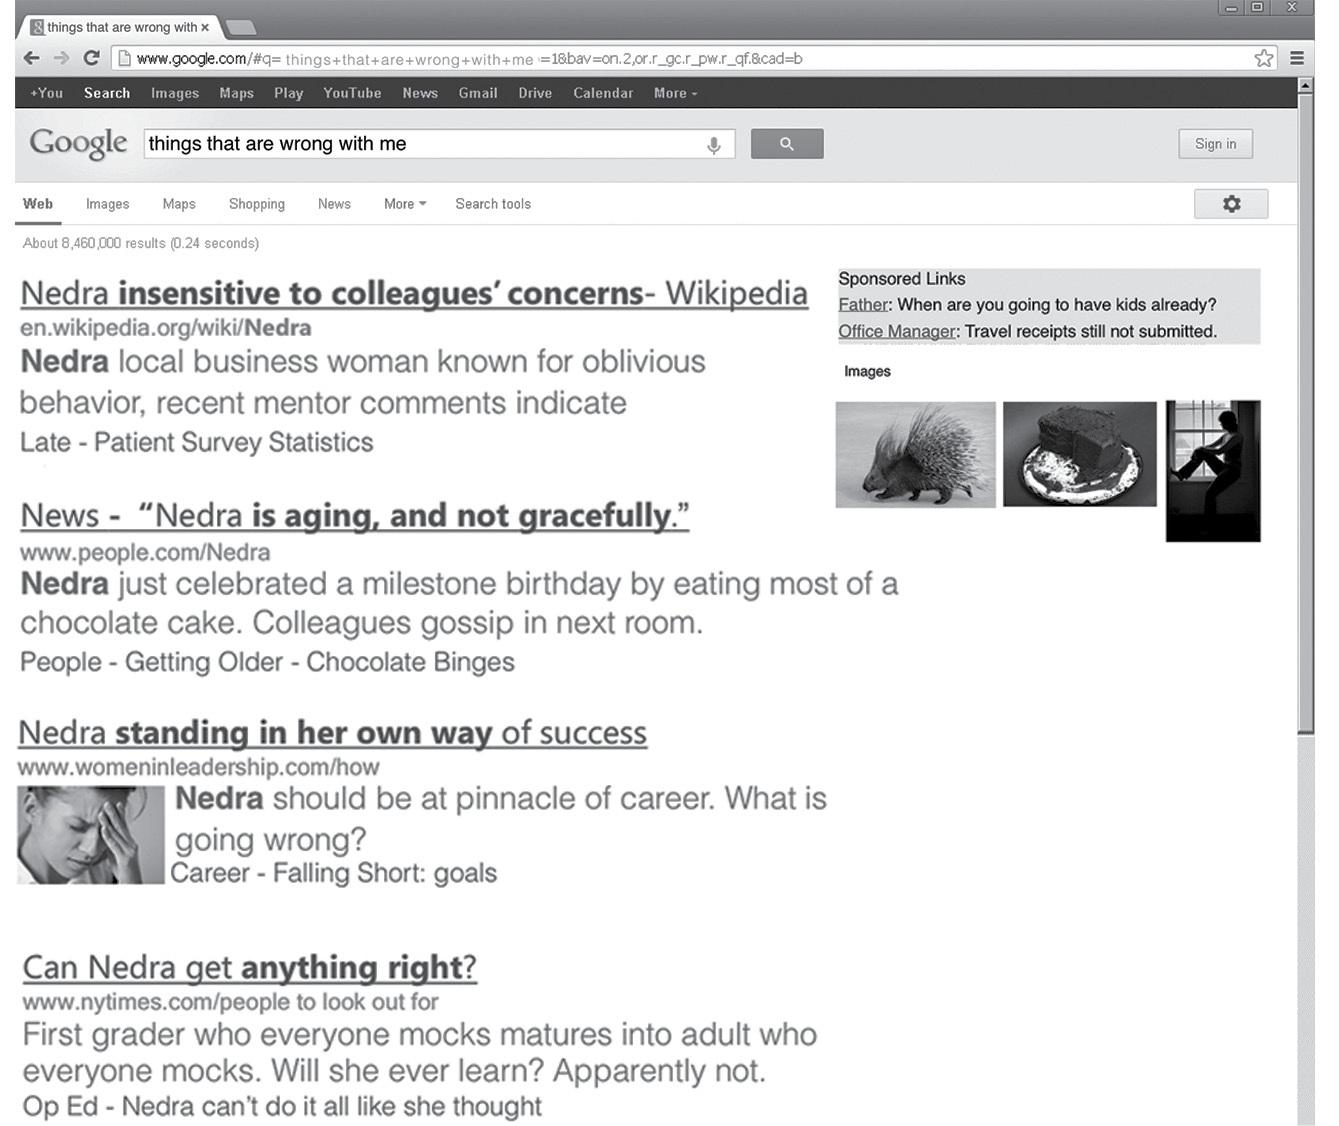 things that are wrong with ×
www.google.com/#q= things+that+are+wrong+with+me =1&bav=on.2,or.r_gc.r_pw.r_qf.&cad=b
+You Search Images Maps Play YouTube News Gmail Drive Calendar More
Google things that are wrong with me Sign in
Web Images Maps Shopping News More Search tools
About 8,460,000 results (0.24 seconds)
Nedra insensitive to colleagues' concerns- Wikipedia
en.wikipedia.org/wiki/Nedra
Nedra local business woman known for oblivious
behavior, recent mentor comments indicate
Late - Patient Survey Statistics
News - “Nedra is aging, and not gracefully.”
www.people.com/Nedra
Nedra just celebrated a milestone birthday by eating most of a
chocolate cake. Colleagues gossip in next room.
People - Getting Older - Chocolate Binges
Nedra standing in her own way of success
www.womeninleadership.com/how
Nedra should be at pinnacle of career. What is
going wrong?
Career - Falling Short: goals
Can Nedra get anything right?
www.nytimes.com/people to look out for
First grader who everyone mocks matures into adult who
everyone mocks. Will she ever learn? Apparently not.
Op Ed - Nedra can't do it all like she thought
Sponsored Links
Father: When are you going to have kids already?
Office Manager: Travel receipts still not submitted.
Images